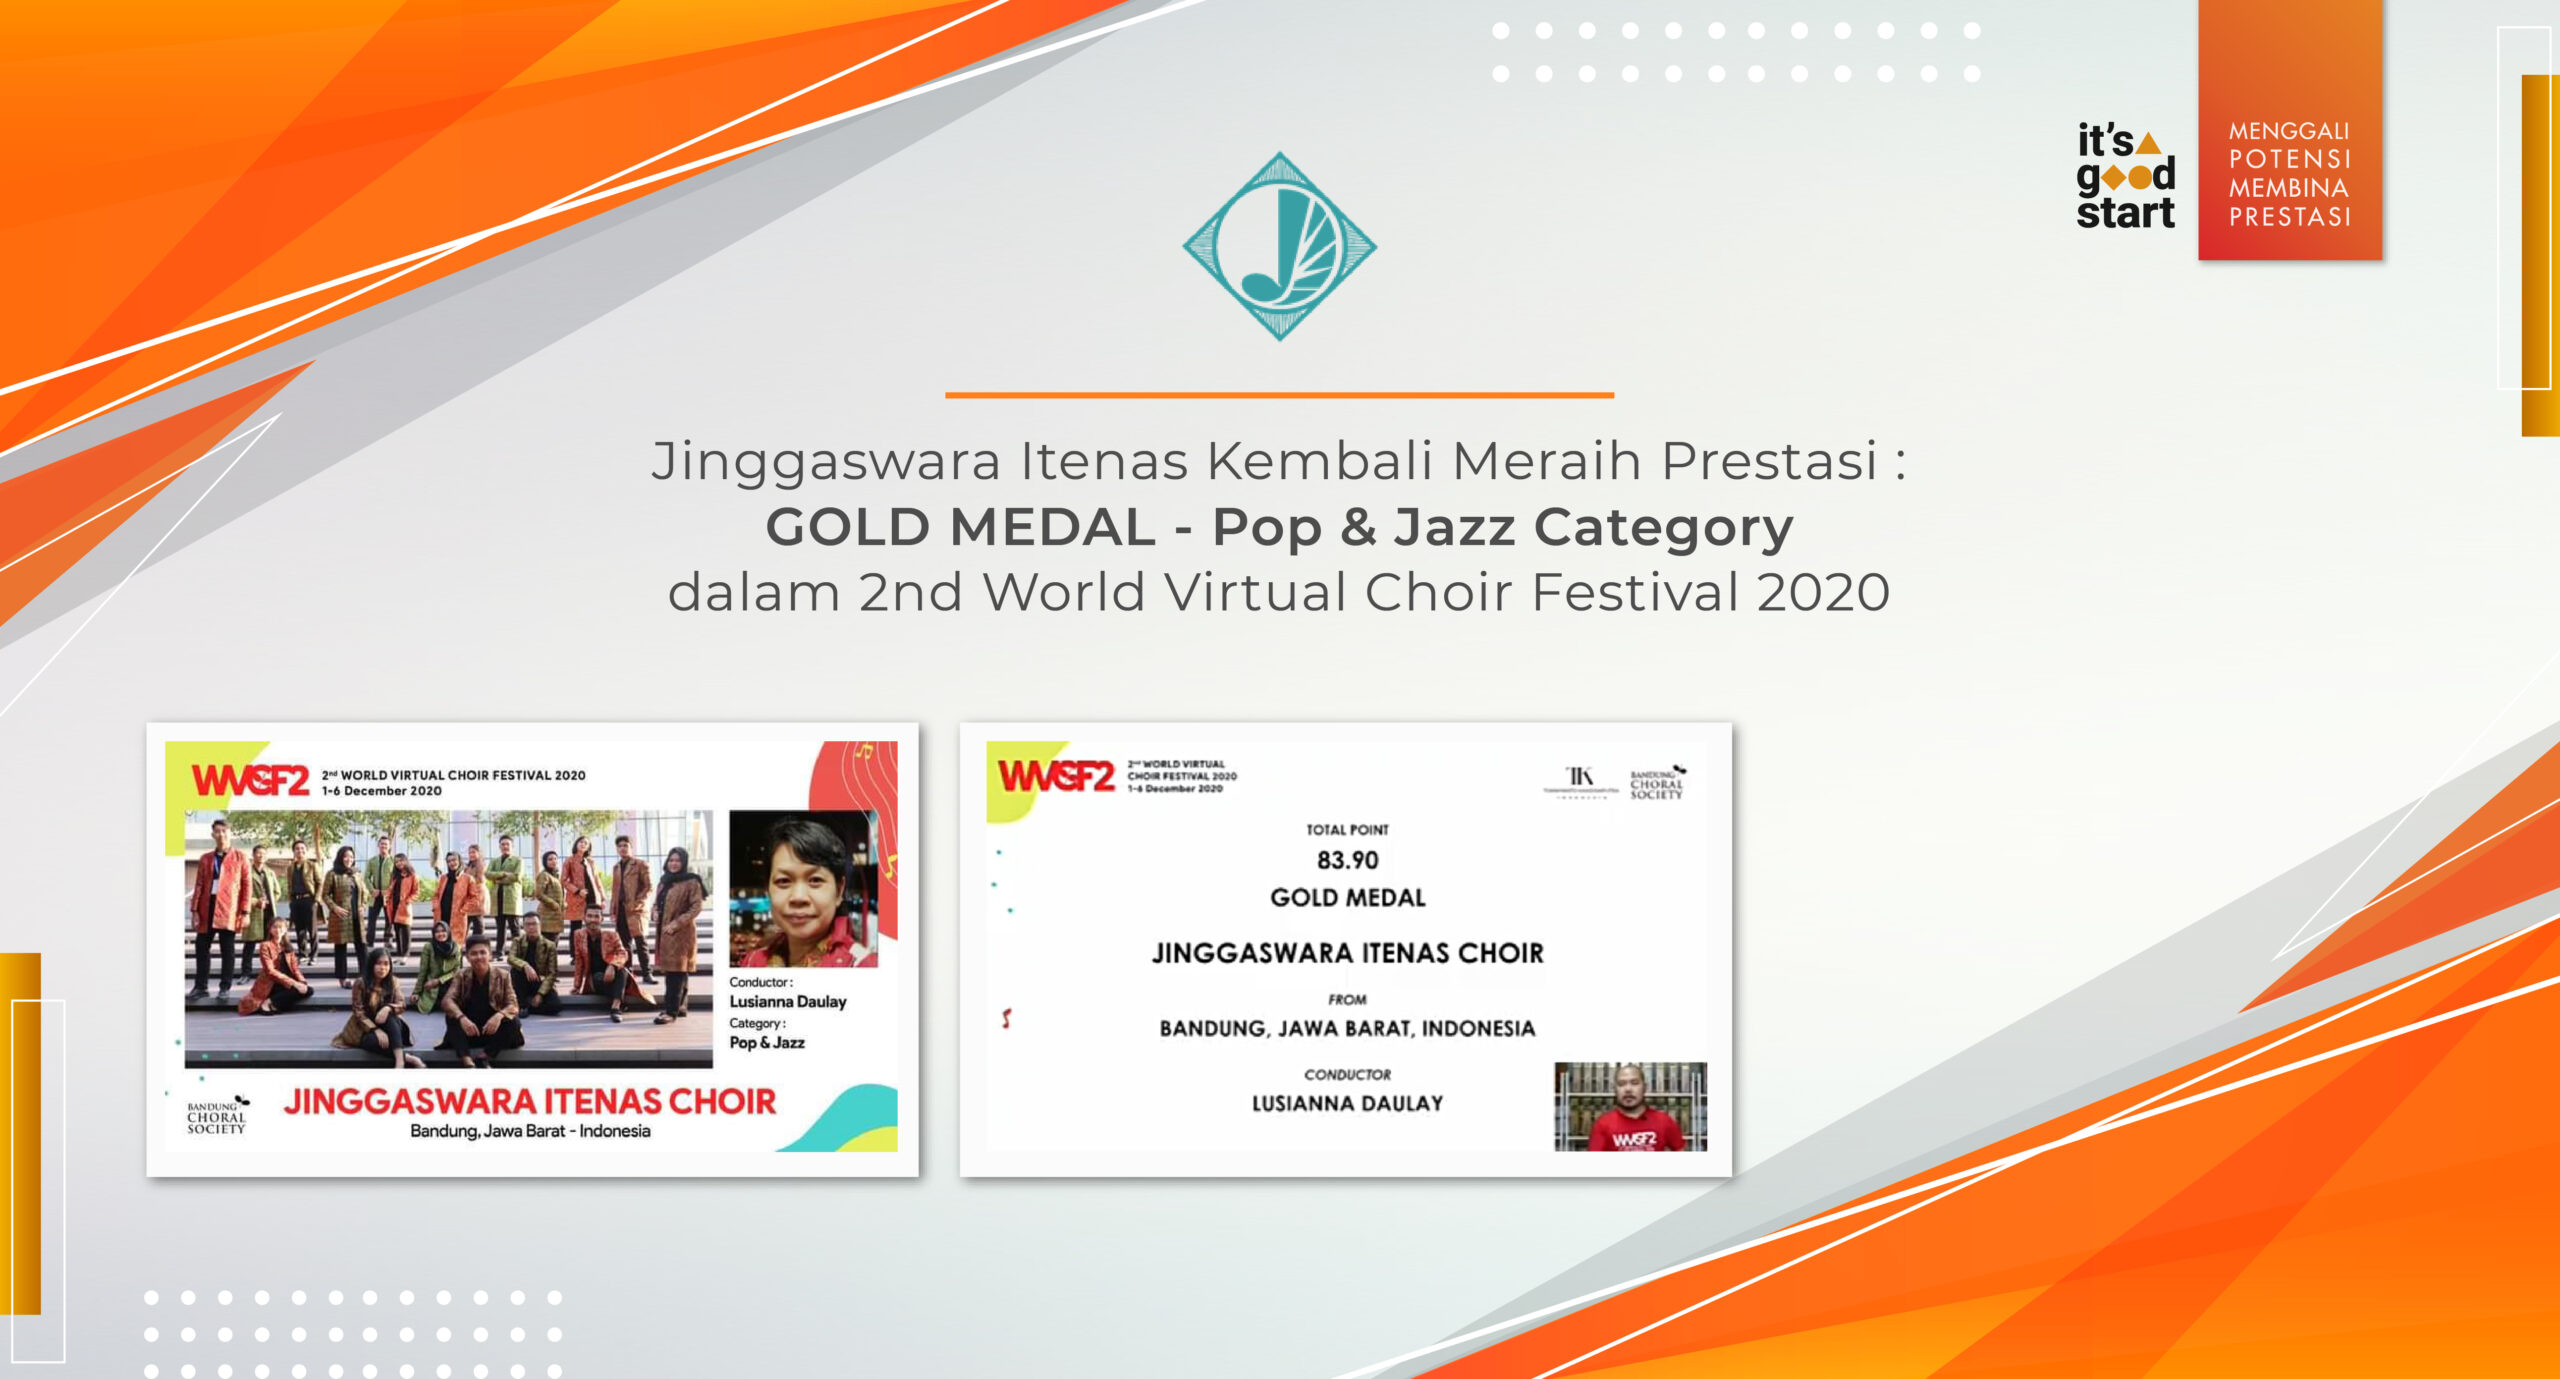 it's a
good
start
MENGGALI
POTENSI
MEMBINA
PRESTASI
Jinggaswara Itenas Kembali Meraih Prestasi :
GOLD MEDAL - Pop & Jazz Category
dalam 2nd World Virtual Choir Festival 2020
WVCF2
2nd WORLD VIRTUAL CHOIR FESTIVAL 2020
1-6 December 2020
Conductor :
Lusianna Daulay
Category :
Pop & Jazz
BANDUNG
CHORAL
SOCIETY
JINGGASWARA ITENAS CHOIR
Bandung, Jawa Barat - Indonesia
WVCF2
2nd WORLD VIRTUAL
CHOIR FESTIVAL 2020
1-6 December 2020
TK
INDONESIA
BANDUNG
CHORAL
SOCIETY
TOTAL POINT
83.90
GOLD MEDAL
JINGGASWARA ITENAS CHOIR
FROM
BANDUNG, JAWA BARAT, INDONESIA
CONDUCTOR
LUSIANNA DAULAY
WVCF2